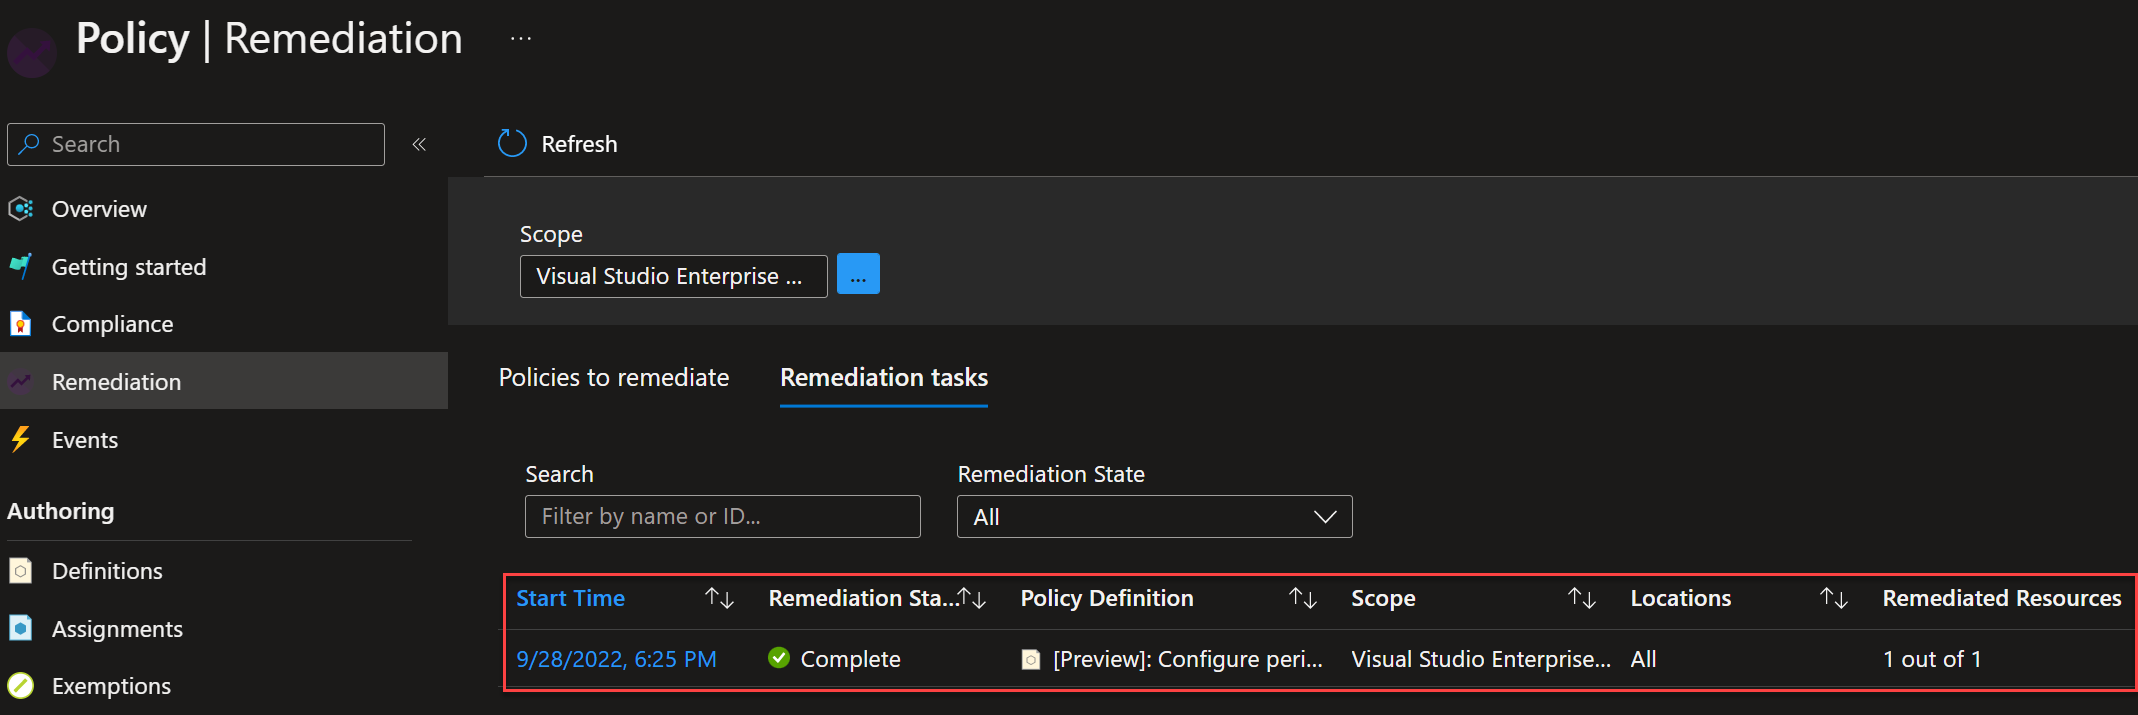 Policy | Remediation ...
Search
«
Refresh
Overview
Getting started
Compliance
Remediation
Events
Authoring
Definitions
Assignments
Exemptions
Scope
Visual Studio Enterprise ...
...
Policies to remediate
Remediation tasks
Search
Remediation State
Filter by name or ID...
All
Start Time Remediation Sta... Policy Definition Scope Locations Remediated Resources
9/28/2022, 6:25 PM Complete [Preview]: Configure peri... Visual Studio Enterprise... All 1 out of 1